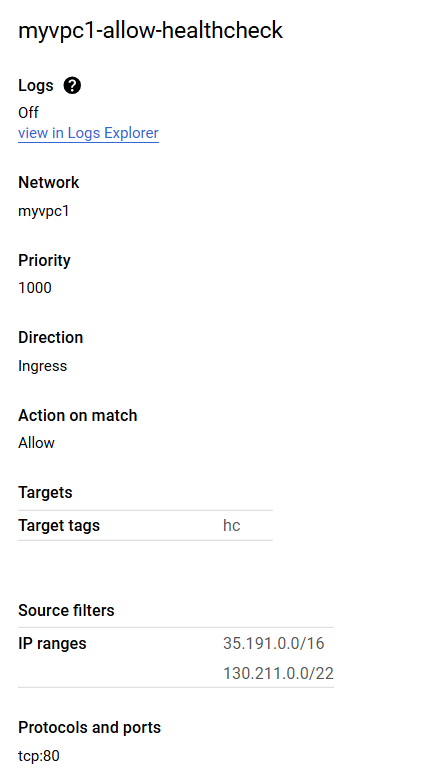 myvpc1-allow-healthcheck
Logs ?
Off
view in Logs Explorer
Network
myvpc1
Priority
1000
Direction
Ingress
Action on match
Allow
Targets
Target tags hc
Source filters
IP ranges 35.191.0.0/16
130.211.0.0/22
Protocols and ports
tcp:80